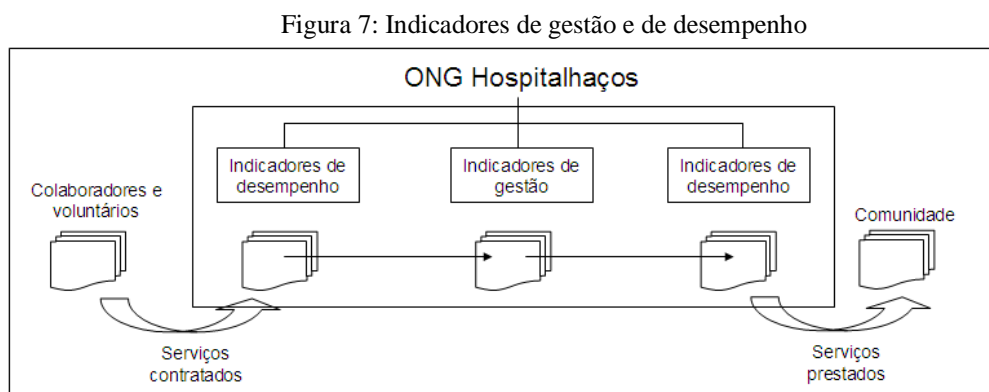 Figura 7: Indicadores de gestão e de desempenho
ONG Hospitalhaços
Indicadores de
desempenho
Indicadores de
gestão
Indicadores de
desempenho
Colaboradores e
voluntários
Comunidade
Serviços
contratados
Serviços
prestados